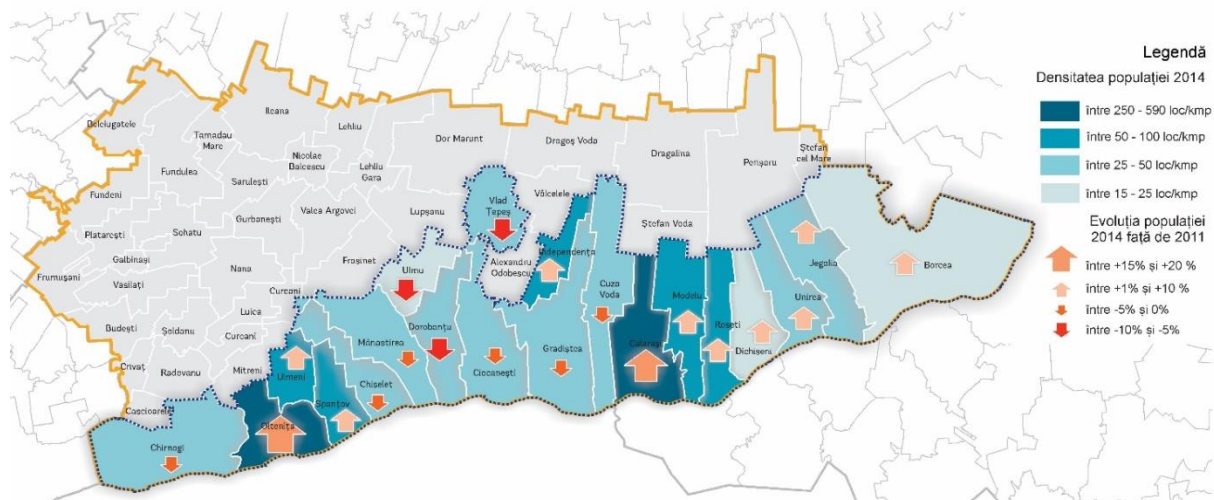 Legendă
Densitatea populației 2014
între 250 - 590 loc/kmp
între 50 - 100 loc/kmp
între 25 - 50 loc/kmp
între 15 - 25 loc/kmp
Evoluția populației
2014 față de 2011
între +15% și +20 %
între +1% și +10 %
între -5% și 0%
între -10% și -5%
Belciugatele
Tamadau
Mare
Ileana
Lehliu
Dor Marunt
Dragoș Voda
Dragalina
Perișoru
Ștefan
cel Mare
Fundeni
Fundulea
Nicolae
Balcescu
Lehliu
Gara
Sarulești
Valea Argovei
Lupșanu
Vlad
Țepeș
Vâlcelele
Ștefan Voda
Plătarești
Sohatu
Gurbanești
Galbinași
Frumușani
Vasilați
Nana
Frasinet
Ulmu
Alexandru
Odobescu
Independența
Cuza
Voda
Jegalia
Borcea
Curcani
Luica
Budești
Șoldanu
Curcani
Crivaț
Radovanu
Mitreni
Mânastirea
Dorobanțu
Ciocanești
Gradiștea
Calarași
Modelu
Roseți
Dichiseni
Unirea
Ulmeni
Chiselet
Spanțov
Cascioarele
Oltenița
Chirnogi